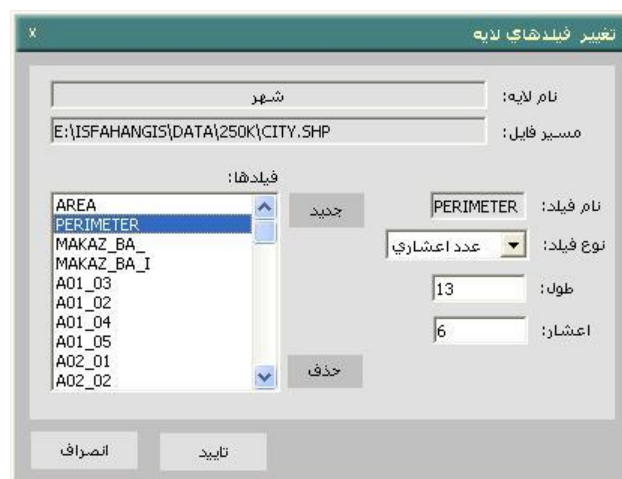 تغيير فيلدهاي لايه
x
نام لايه:
شهر
مسير فايل:
E:\ISFAHANGIS\DATA\250K\CITY.SHP
فيلدها:
AREA
PERIMETER
MAKAZ_BA_
MAKAZ_BA_I
A01_03
A01_02
A01_04
A01_05
A02_01
A02_02
جديد
حذف
نام فيلد:
PERIMETER
نوع فيلد:
عدد اعشاري
طول:
13
اعشار:
6
تاييد
انصراف